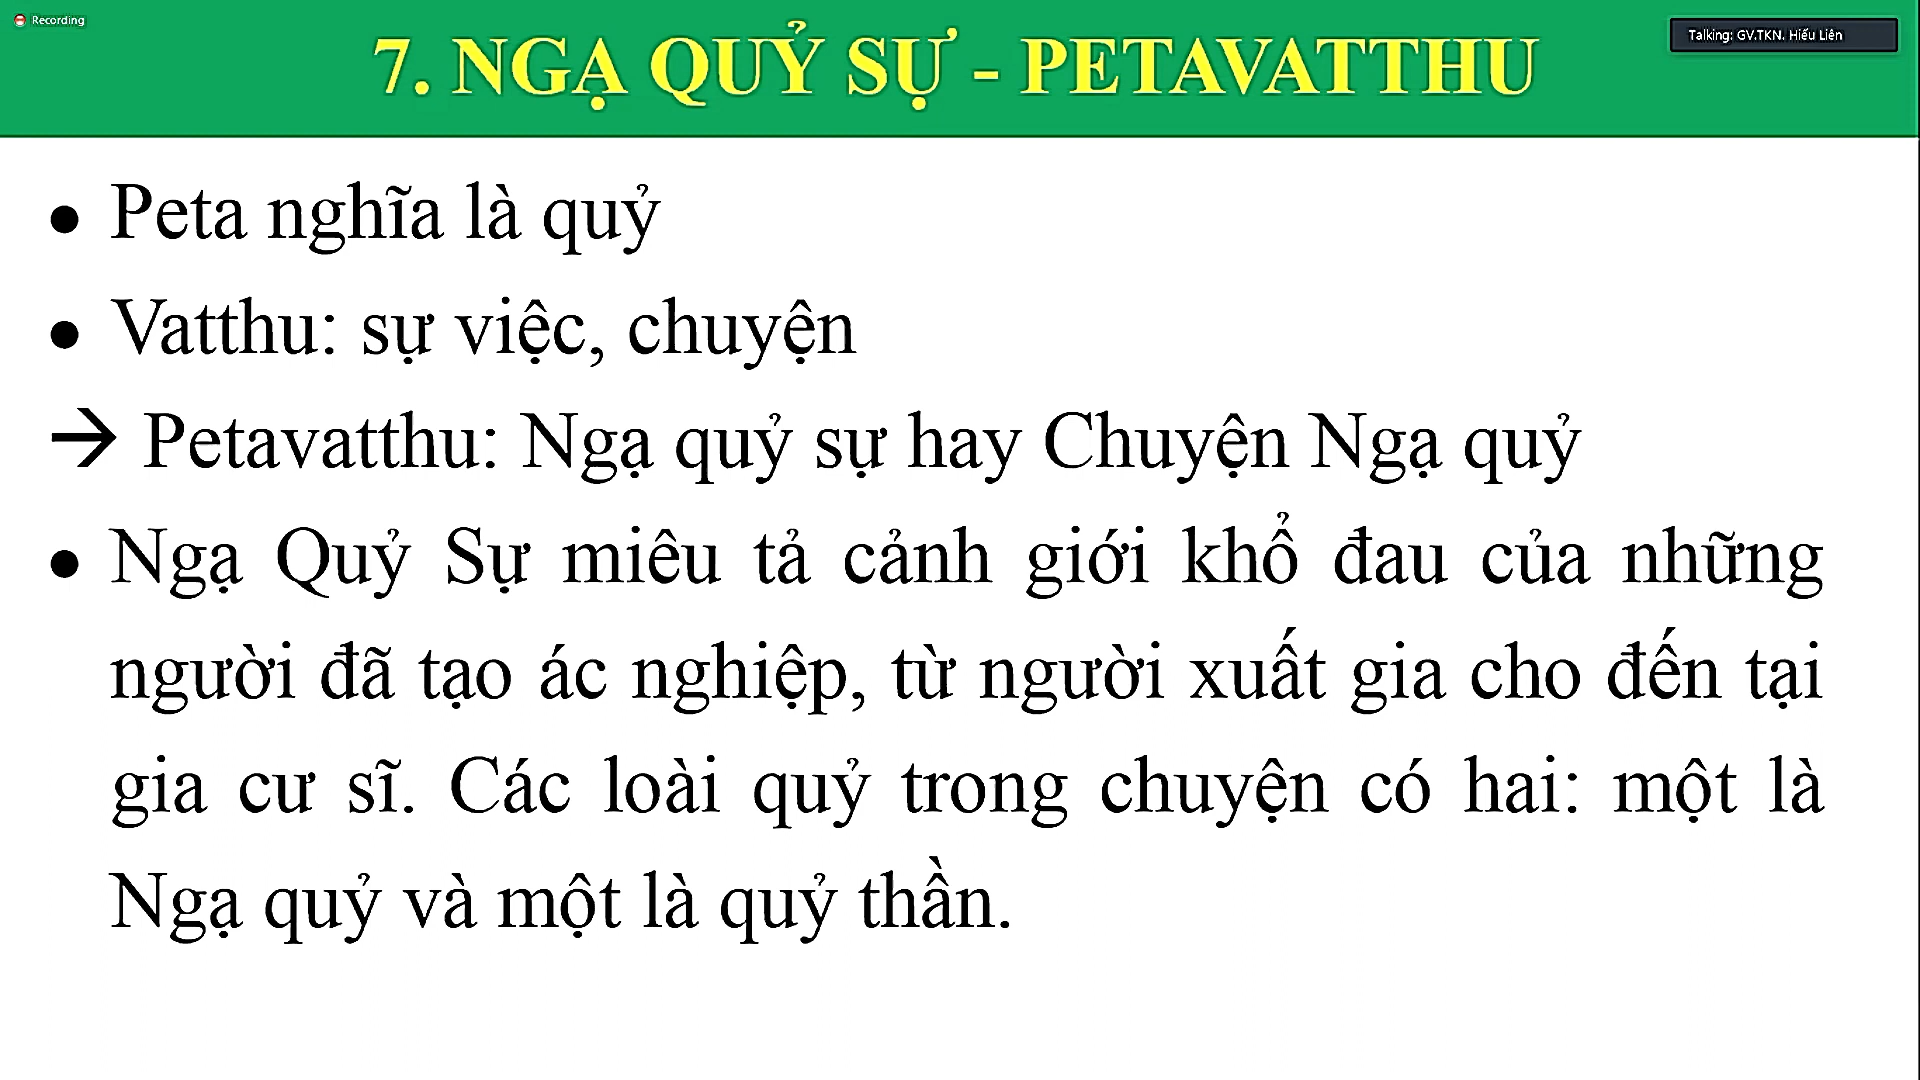 Recording
Talking: GV.TKN. Hiếu Liên
7. NGẠ QUỶ SỰ - PETAVATTHU
● Peta nghĩa là quỷ
● Vatthu: sự việc, chuyện
→ Petavatthu: Ngạ quỷ sự hay Chuyện Ngạ quỷ
● Ngạ Quỷ Sự miêu tả cảnh giới khổ đau của những
người đã tạo ác nghiệp, từ người xuất gia cho đến tại
gia cư sĩ. Các loài quỷ trong chuyện có hai: một là
Ngạ quỷ và một là quỷ thần.